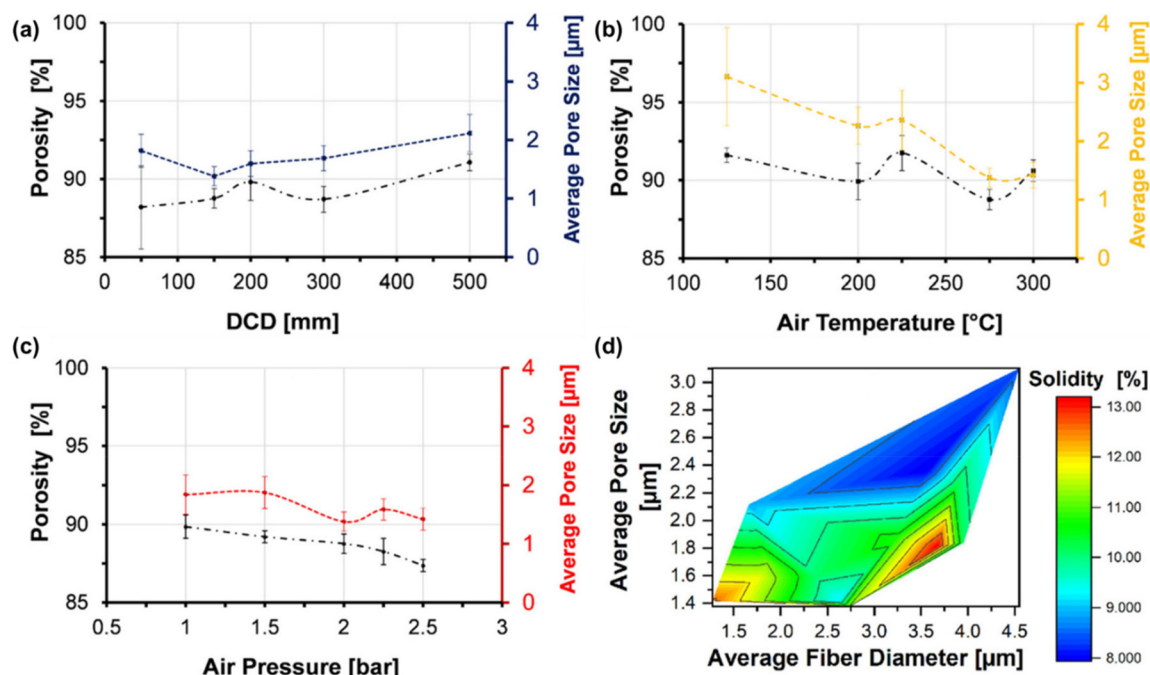 (a)
100
95
90
85
Porosity [%]
4
3
2
1
0
Average Pore Size [µm]
0 100 200 300 400 500
DCD [mm]
(b)
100
95
90
85
Porosity [%]
4
3
2
1
0
Average Pore Size [µm]
100 150 200 250 300
Air Temperature [°C]
(c)
100
95
90
85
Porosity [%]
4
3
2
1
0
Average Pore Size [µm]
0.5 1 1.5 2 2.5 3
Air Pressure [bar]
(d)
3.0
2.8
2.6
2.4
2.2
2.0
1.8
1.6
1.4
Average Pore Size
[µm]
1.5 2.0 2.5 3.0 3.5 4.0 4.5
Average Fiber Diameter [µm]
Solidity [%]
13.00
12.00
11.00
10.00
9.000
8.000